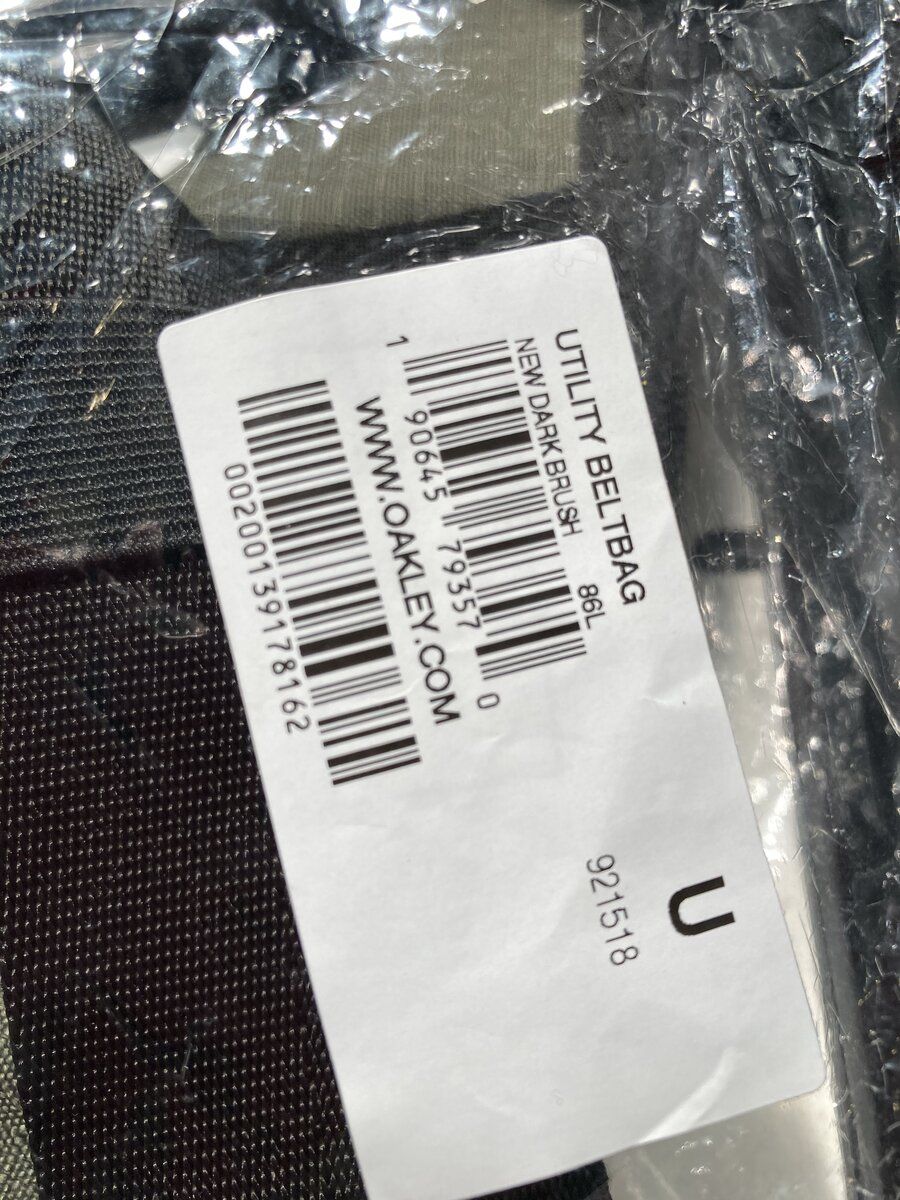 UTILITY BELTBAG
NEW DARK BRUSH
86L
1 90645 79357 0
WWW.OAKLEY.COM
00200139178162
U
921518